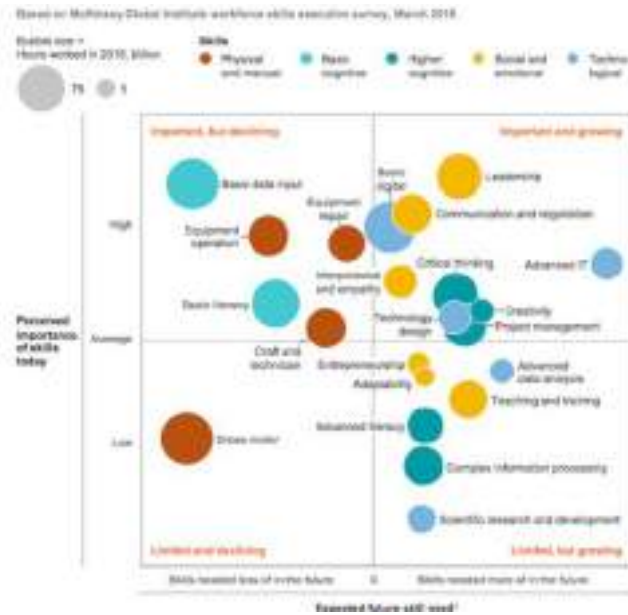 Based on McKinsey Global Institute workforce skills executive survey, March 2018
Bubble size =
Hours worked in 2016, billion
75
5
Skills
Physical
and manual
Basic
cognitive
Higher
cognitive
Social and
emotional
Techno-
logical
Important, but declining
Important and growing
Basic data input
Equipment
operation
Equipment
repair
Basic
digital
Leadership
Communication and negotiation
Interpersonal
and empathy
Critical thinking
Advanced IT
Basic literacy
Technology
design
Creativity
Project management
Craft and
technician
Entrepreneurship
Adaptability
Advanced
data analysis
Teaching and training
Gross motor
Advanced literacy
Complex information processing
Scientific research and development
High
Average
Low
Perceived
importance
of skills
today
Limited and declining
Limited, but growing
Skills needed less of in the future
0
Skills needed more of in the future
Expected future skill need